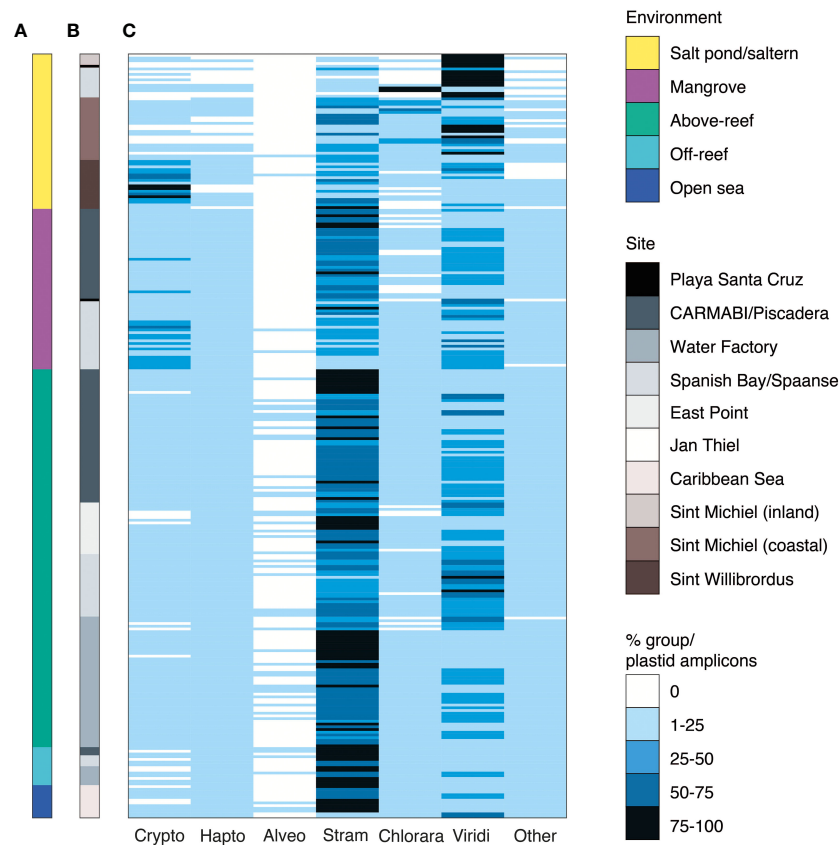 A B C
Crypto Hapto Alveo Stram Chlorara Viridi Other
Environment
Salt pond/saltern
Mangrove
Above-reef
Off-reef
Open sea
Site
Playa Santa Cruz
CARMABI/Piscadera
Water Factory
Spanish Bay/Spaanse
East Point
Jan Thiel
Caribbean Sea
Sint Michiel (inland)
Sint Michiel (coastal)
Sint Willibrordus
% group/
plastid amplicons
0
1-25
25-50
50-75
75-100